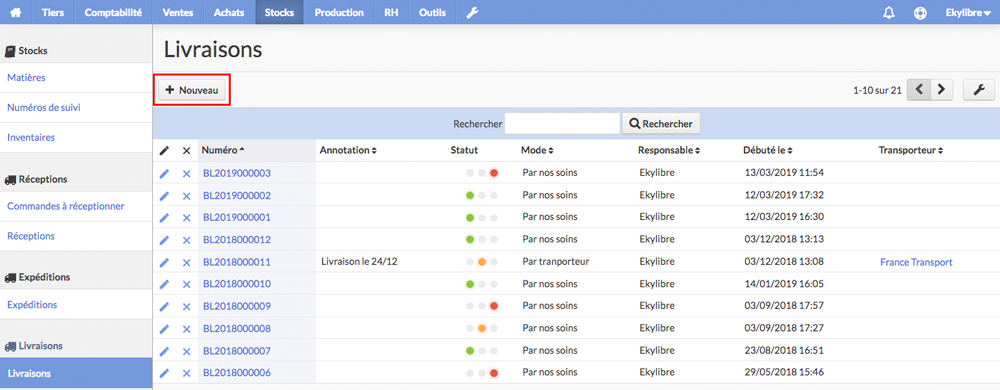 Tiers Comptabilité Ventes Achats Stocks Production RH Outils Ekylibre
Stocks
Matières
Numéros de suivi
Inventaires
Réceptions
Commandes à réceptionner
Réceptions
Expéditions
Expéditions
Livraisons
Livraisons
Livraisons
Nouveau
1-10 sur 21
Rechercher Rechercher
Numéro Annotation Statut Mode Responsable Débuté le Transporteur
BL2019000003 Par nos soins Ekylibre 13/03/2019 11:54
BL2019000002 Par nos soins Ekylibre 12/03/2019 17:32
BL2019000001 Par nos soins Ekylibre 12/03/2019 16:30
BL2018000012 Par nos soins Ekylibre 03/12/2018 13:13
BL2018000011 Livraison le 24/12 Par tranporteur Ekylibre 03/12/2018 13:08 France Transport
BL2018000010 Par nos soins Ekylibre 14/01/2019 16:05
BL2018000009 Par nos soins Ekylibre 03/09/2018 17:57
BL2018000008 Par nos soins Ekylibre 03/09/2018 17:27
BL2018000007 Par nos soins Ekylibre 23/08/2018 16:51
BL2018000006 Par nos soins Ekylibre 29/05/2018 15:46